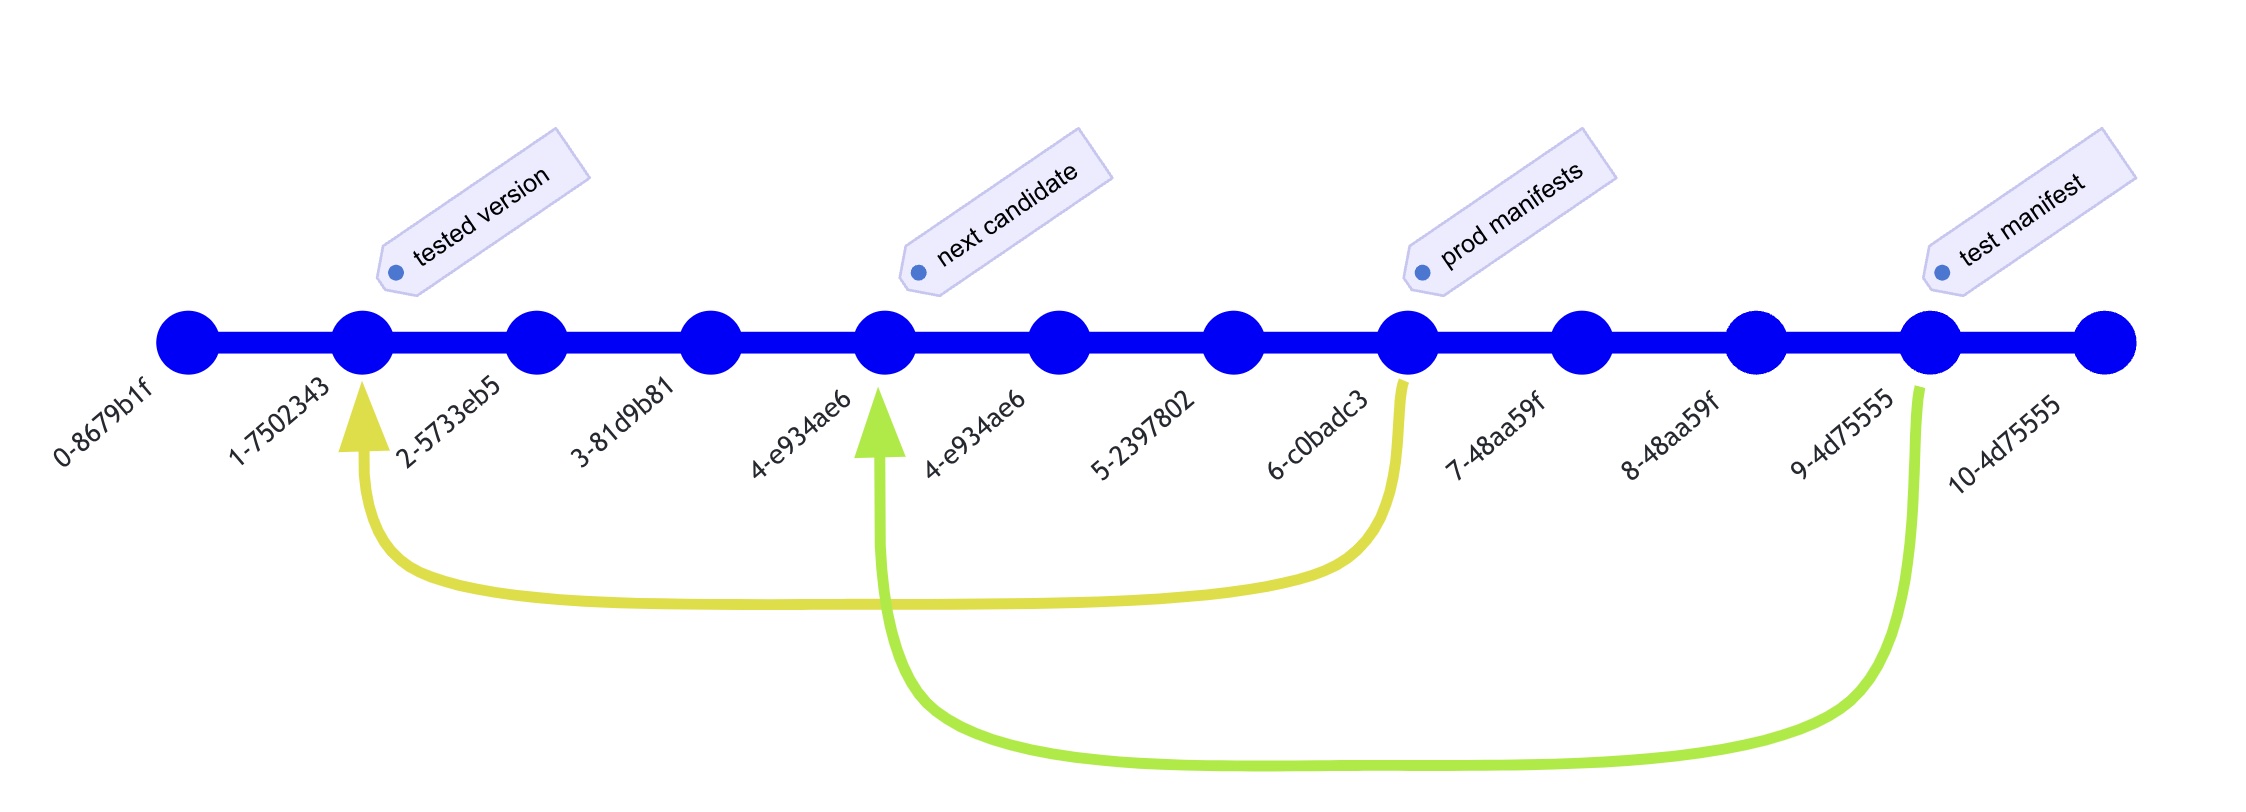 tested version
next candidate
prod manifests
test manifest
0-8679b1f
1-7502343
2-5733eb5
3-81d9b81
4-e934ae6
4-e934ae6
5-2397802
6-c0badc3
7-48aa59f
8-48aa59f
9-4d75555
10-4d75555